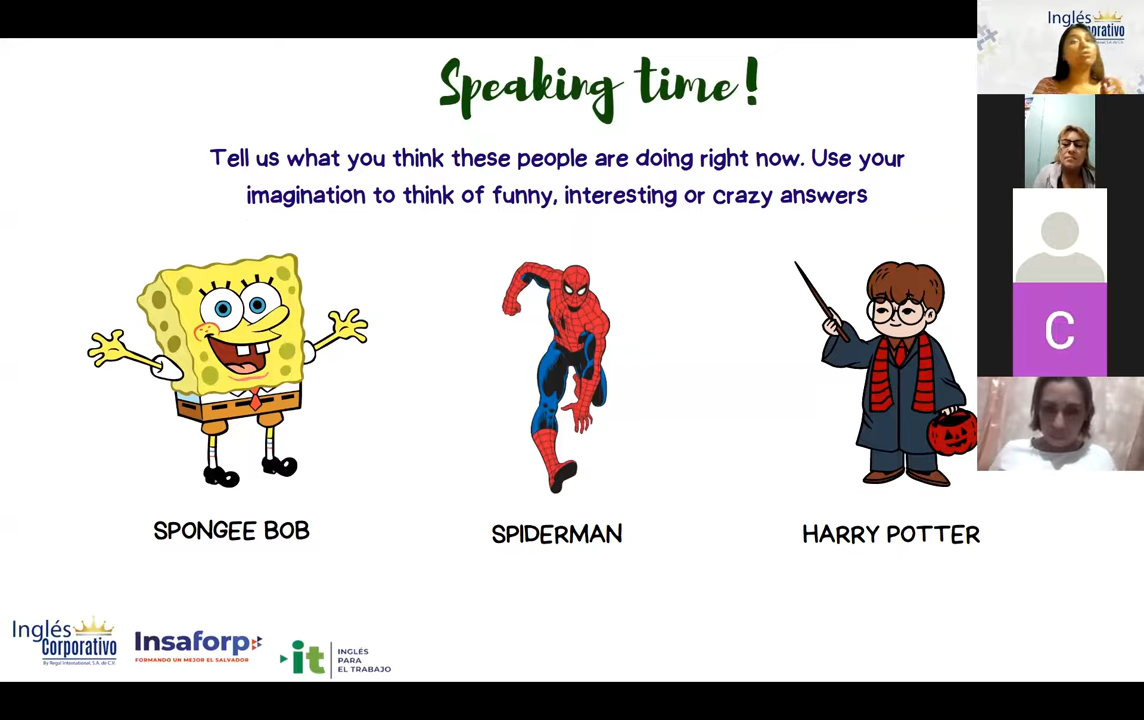 Speaking time!
Tell us what you think these people are doing right now. Use your
imagination to think of funny, interesting or crazy answers
SPONGEE BOB
SPIDERMAN
HARRY POTTER
Inglés
Corporativo
By Regal International, S.A. de C.V.
Insaforp
FORMANDO UN MEJOR EL SALVADOR
it
INGLÉS
PARA
EL TRABAJO
Inglés
C